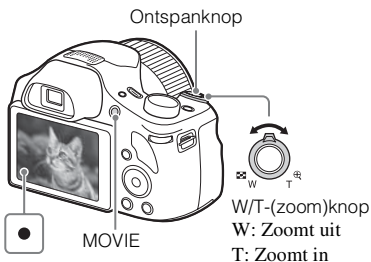 Ontspanknop
W T
W/T-(zoom)knop
W: Zoomt uit
T: Zoomt in
MOVIE